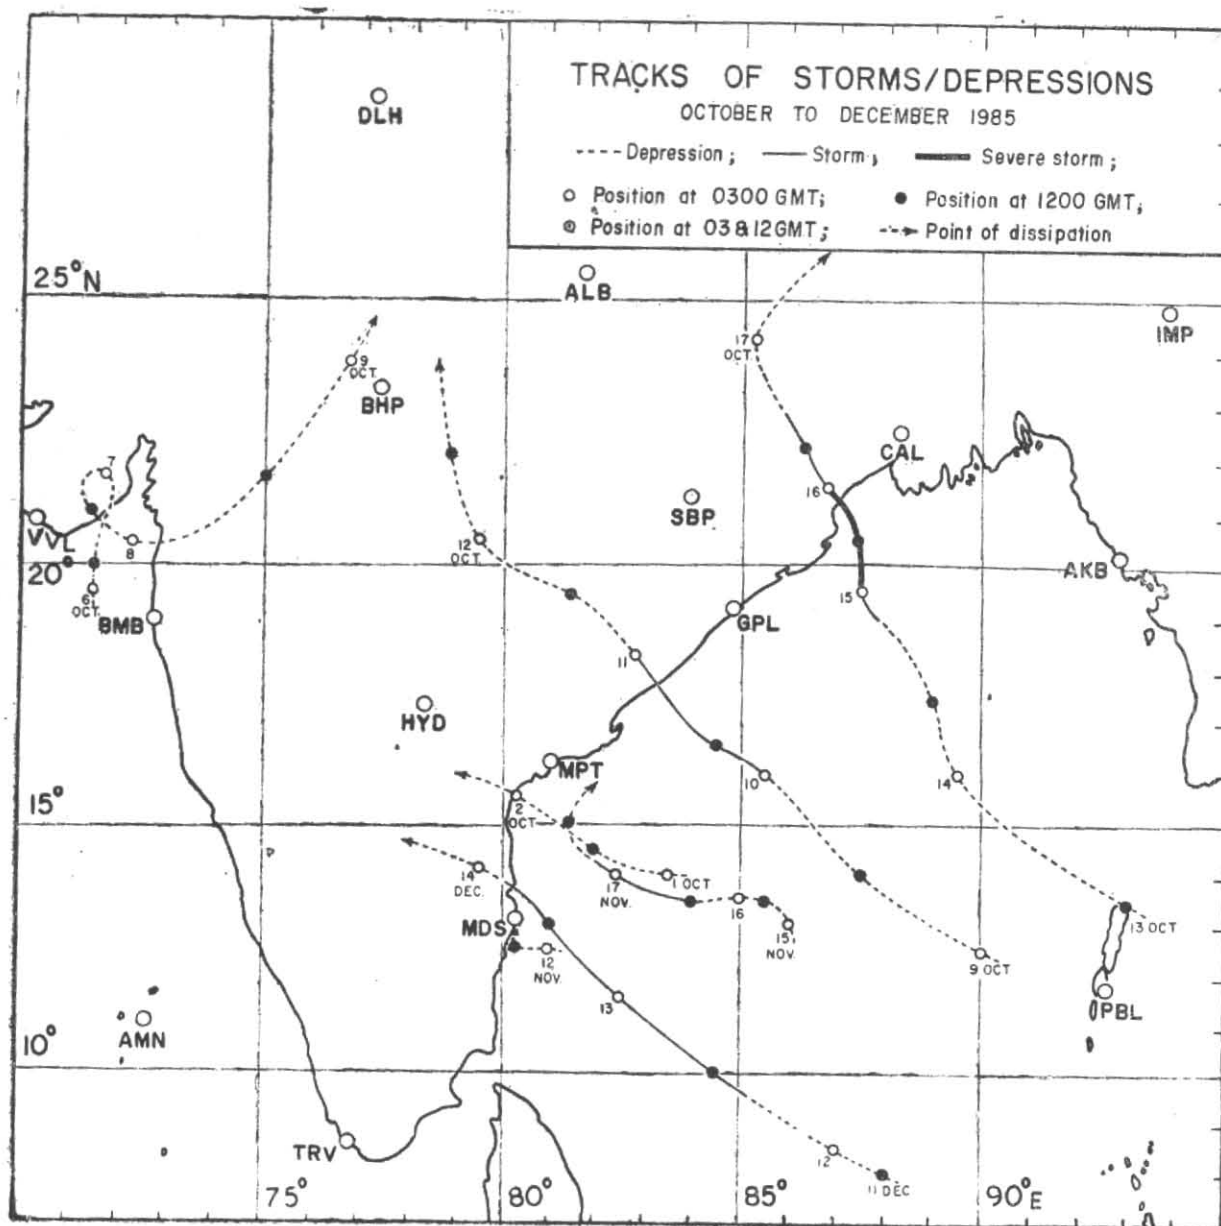 TRACKS OF STORMS/DEPRESSIONS
OCTOBER TO DECEMBER 1985
Depression; Storm; Severe storm;
Position at 0300 GMT; Position at 1200 GMT;
Position at 03&12GMT; Point of dissipation
DLH
25°N
ALB
IMP
17
OCT.
9
OCT.
BHP
CAL
7
16
SBP
VVL
8
12
OCT.
20°
AKB
6
OCT.
15
BMB
GPL
11
HYD
MPT
10
14
15°
2
OCT
14
DEC.
17
NOV.
1 OCT
16
MDS
15
NOV.
13 OCT
12
NOV.
9 OCT
13
PBL
AMN
10°
TRV
12
11 DEC
75°
80°
85°
90°E